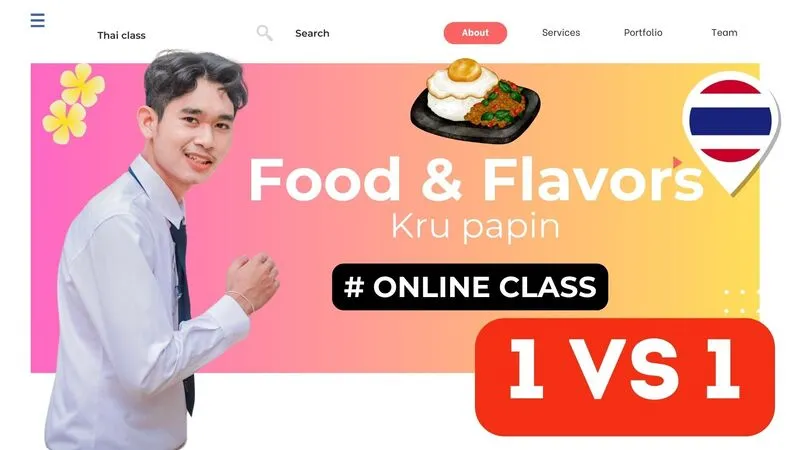 Thai class
Search
About
Services
Portfolio
Team
Food & Flavors
Kru papin
# ONLINE CLASS
1 VS 1